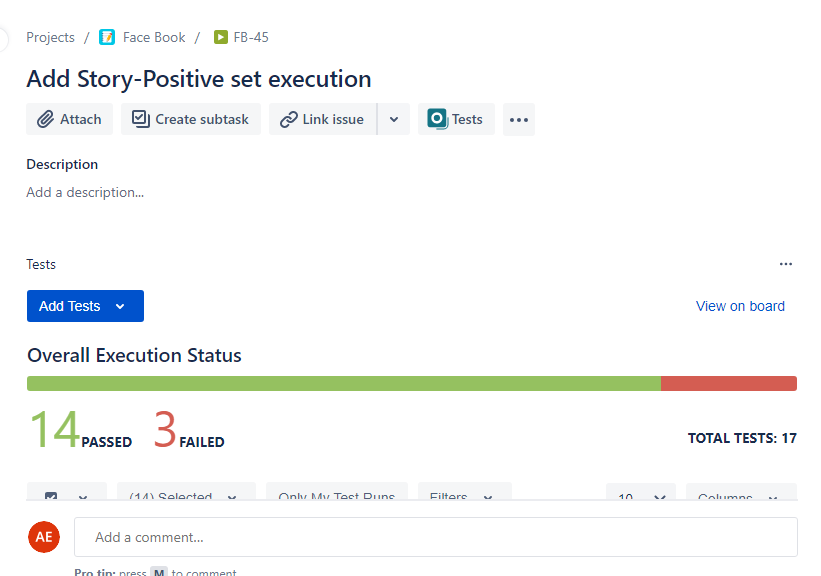 Projects / Face Book / FB-45
Add Story-Positive set execution
Attach Create subtask Link issue Tests
Description
Add a description...
Tests
Add Tests View on board
Overall Execution Status
14 PASSED 3 FAILED TOTAL TESTS: 17
(14) Selected Only My Test Runs Filters 10 Columns
AE Add a comment...
Pro tip: press M to comment